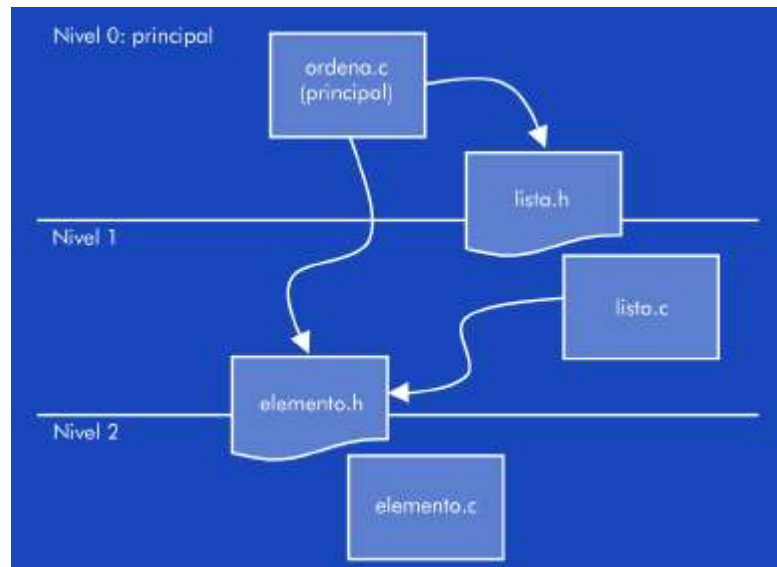 Nivel 0: principal
ordena.c
(principal)
lista.h
Nivel 1
lista.c
elemento.h
Nivel 2
elemento.c